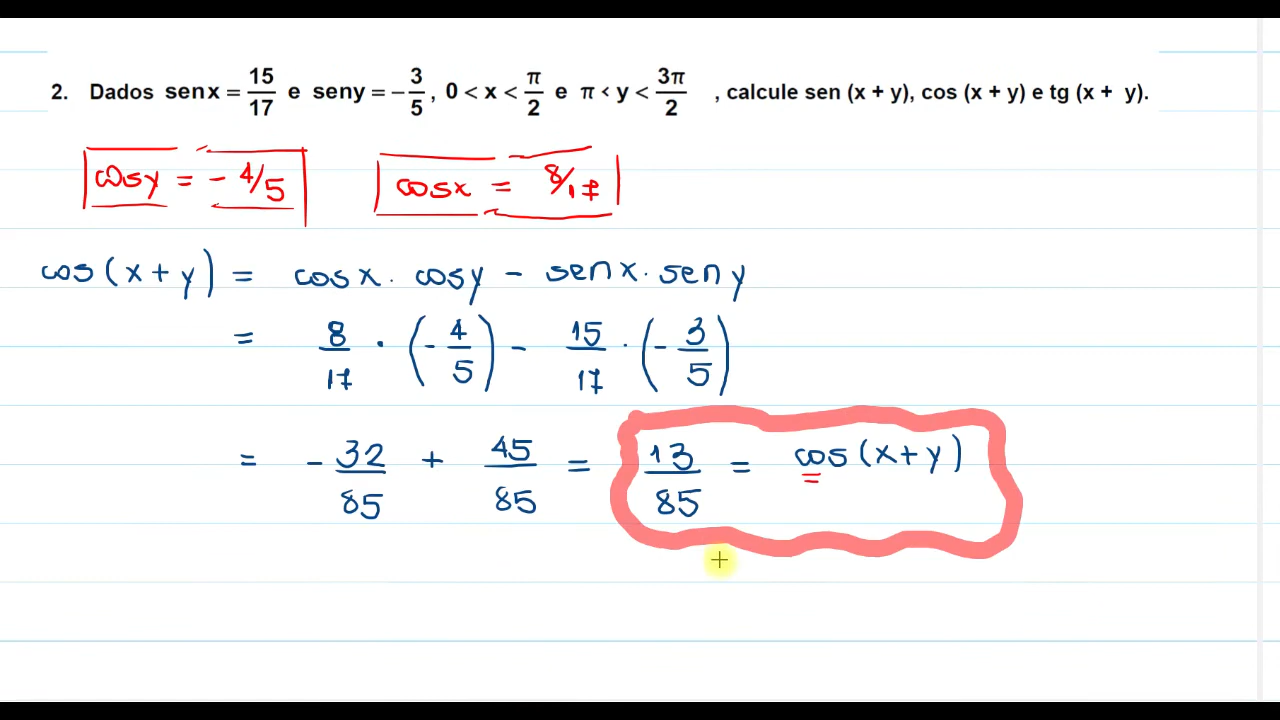 2. Dados sen x = 15/17 e seny = -3/5, 0 < x < π/2 e π < y < 3π/2 , calcule sen (x + y), cos (x + y) e tg (x + y).
cosy = - 4/5 cosx = 8/17
cos(x+y) = cosx . cosy - senx . seny
= 8/17 . (-4/5) - 15/17 . (-3/5)
= -32/85 + 45/85 = 13/85 = cos(x+y)